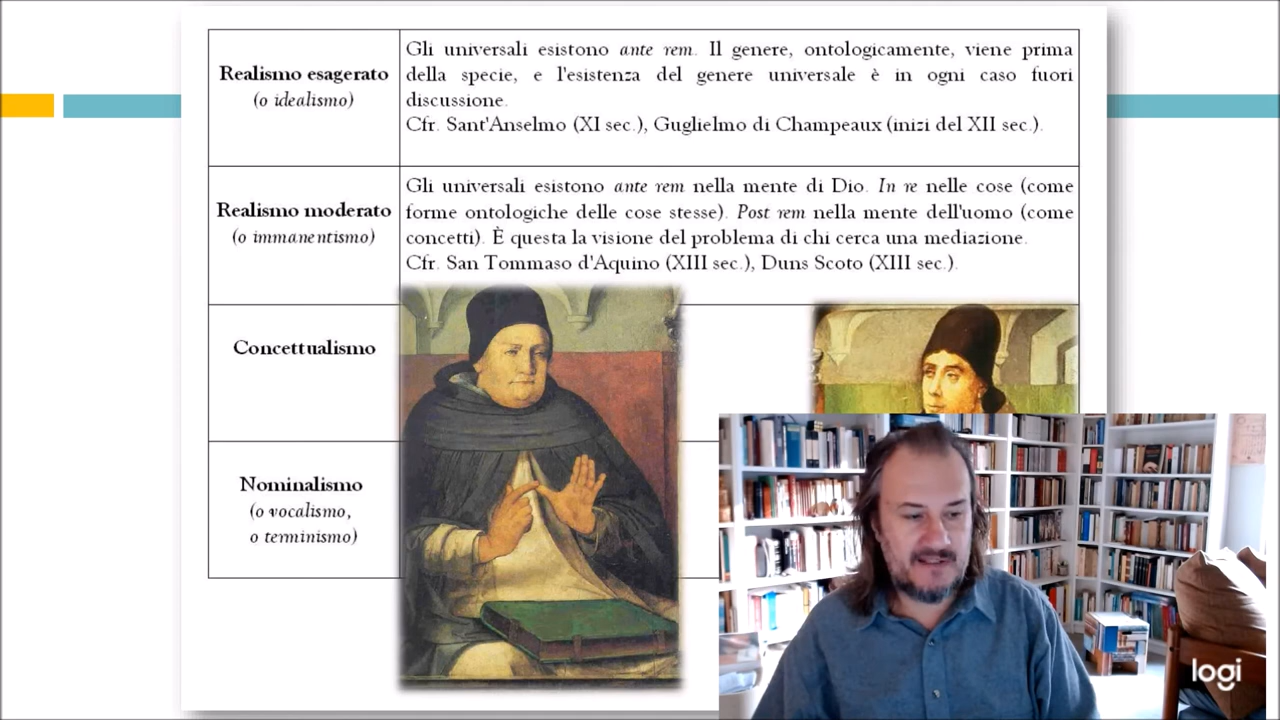 Realismo esagerato
(o idealismo)
Gli universali esistono ante rem. Il genere, ontologicamente, viene prima
della specie, e l'esistenza del genere universale è in ogni caso fuori
discussione.
Cfr. Sant'Anselmo (XI sec.), Guglielmo di Champeaux (inizi del XII sec.).
Realismo moderato
(o immanentismo)
Gli universali esistono ante rem nella mente di Dio. In re nelle cose (come
forme ontologiche delle cose stesse). Post rem nella mente dell'uomo (come
concetti). È questa la visione del problema di chi cerca una mediazione.
Cfr. San Tommaso d'Aquino (XIII sec.), Duns Scoto (XIII sec.).
Concettualismo
Nominalismo
(o vocalismo,
o terminismo)
logi